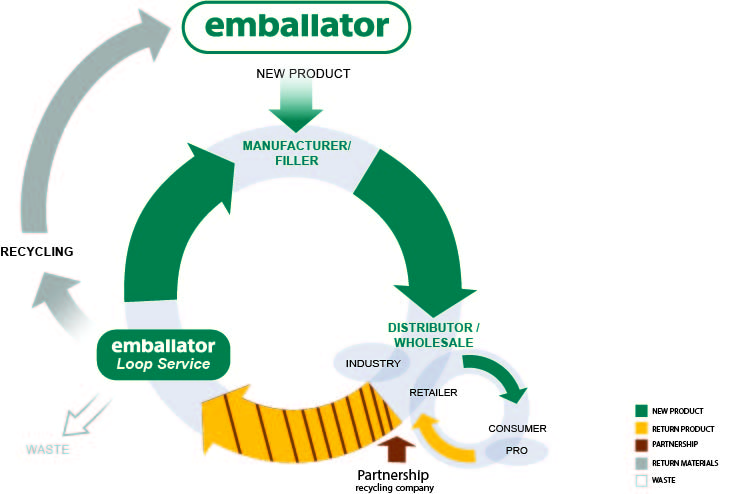 emballator
NEW PRODUCT
MANUFACTURER/
FILLER
RECYCLING
DISTRIBUTOR /
WHOLESALE
emballator
Loop Service
INDUSTRY
RETAILER
CONSUMER
PRO
WASTE
Partnership
recycling company
NEW PRODUCT
RETURN PRODUCT
PARTNERSHIP
RETURN MATERIALS
WASTE